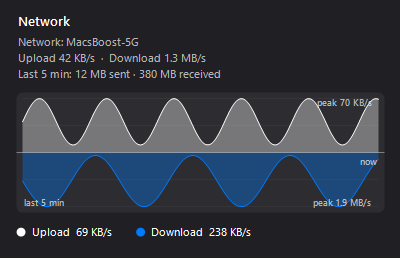 Network
Network: MacsBoost-5G
Upload 42 KB/s · Download 1.3 MB/s
Last 5 min: 12 MB sent · 380 MB received
peak 70 KB/s
now
last 5 min
peak 1.9 MB/s
Upload 69 KB/s
Download 238 KB/s